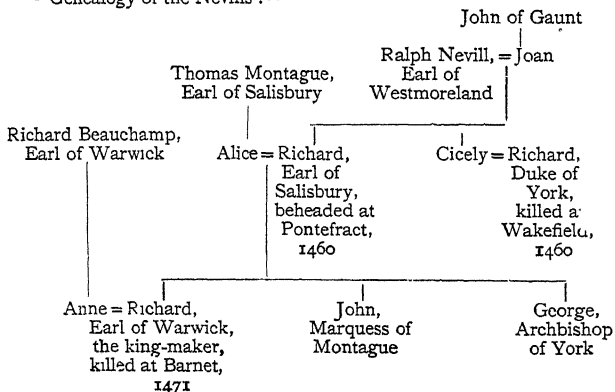 Genealogy of the Nevills
John of Gaunt
Ralph Nevill, = Joan
Earl of
Westmoreland
Thomas Montague,
Earl of Salisbury
Richard Beauchamp,
Earl of Warwick
Alice = Richard,
Earl of
Salisbury,
beheaded at
Pontefract,
1460
Cicely = Richard,
Duke of
York,
killed a
Wakefield,
1460
Anne = Richard,
Earl of Warwick,
the king-maker,
killed at Barnet,
1471
John,
Marquess of
Montague
George,
Archbishop
of York